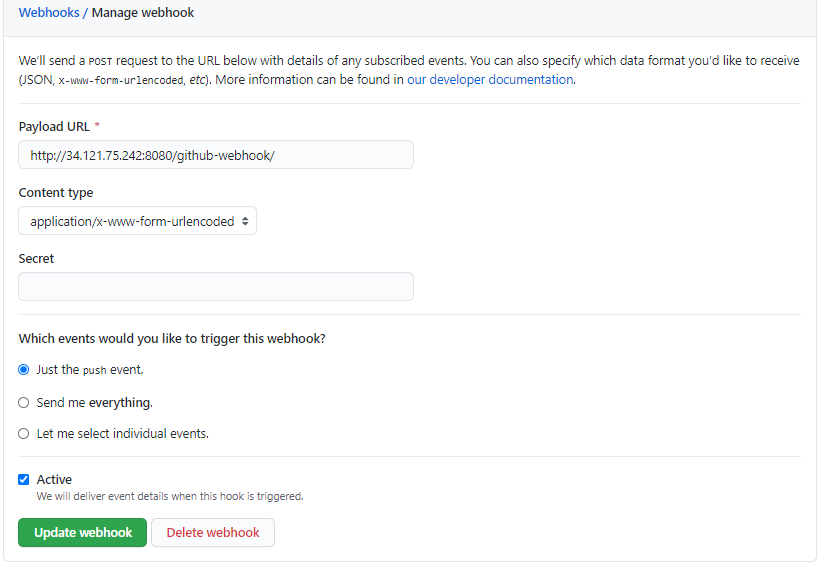 Webhooks / Manage webhook
We'll send a POST request to the URL below with details of any subscribed events. You can also specify which data format you'd like to receive
(JSON, x-www-form-urlencoded, etc). More information can be found in our developer documentation.
Payload URL *
http://34.121.75.242:8080/github-webhook/
Content type
application/x-www-form-urlencoded
Secret
Which events would you like to trigger this webhook?
Just the push event.
Send me everything.
Let me select individual events.
Active
We will deliver event details when this hook is triggered.
Update webhook Delete webhook